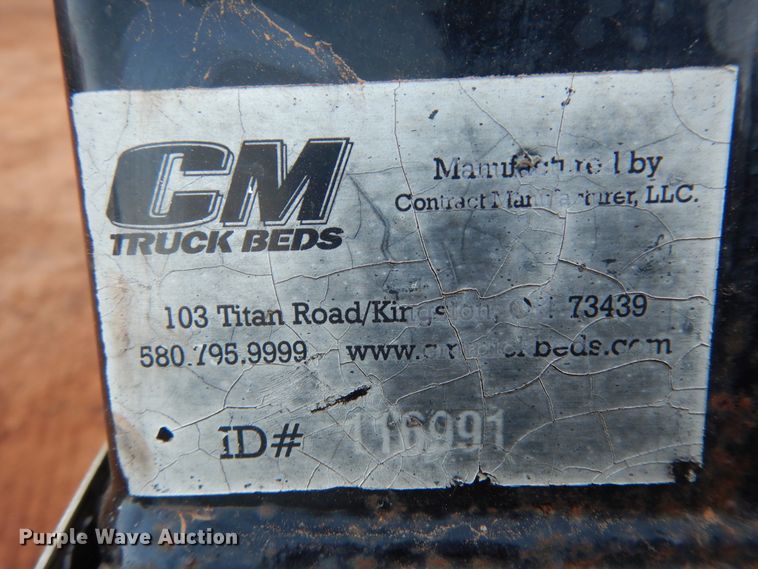 CM
TRUCK BEDS
Manufactured by
Contract Manufacturer, LLC.
103 Titan Road/Kingston, OK 73439
580.795.9999 www.cmtruckbeds.com
ID# 116991
Purple Wave Auction